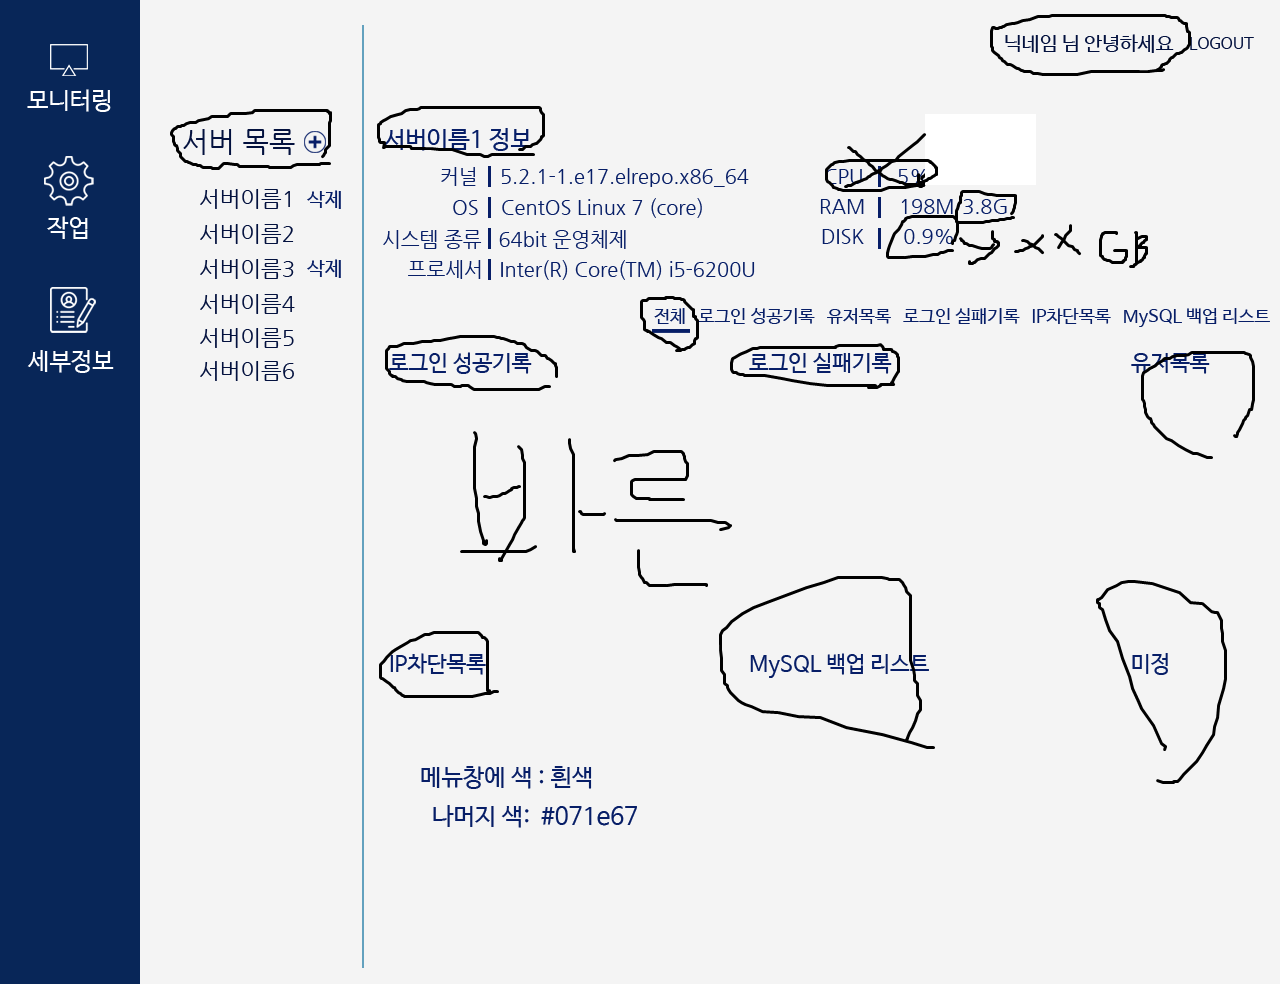 닉네임 님 안녕하세요 LOGOUT
모니터링
작업
세부정보
서버 목록
서버이름1 삭제
서버이름2
서버이름3 삭제
서버이름4
서버이름5
서버이름6
서버이름1 정보
커널 | 5.2.1-1.e17.elrepo.x86_64
OS | CentOS Linux 7 (core)
시스템 종류 | 64bit 운영체제
프로세서 | Inter(R) Core(TM) i5-6200U
CPU | 5%
RAM | 198M/3.8G
DISK | 0.9% → XX GB
전체 로그인 성공기록 유저목록 로그인 실패기록 IP차단목록 MySQL 백업 리스트
로그인 성공기록 로그인 실패기록 유저목록
바른
IP차단목록 MySQL 백업 리스트 미정
메뉴창에 색 : 흰색
나머지 색: #071e67